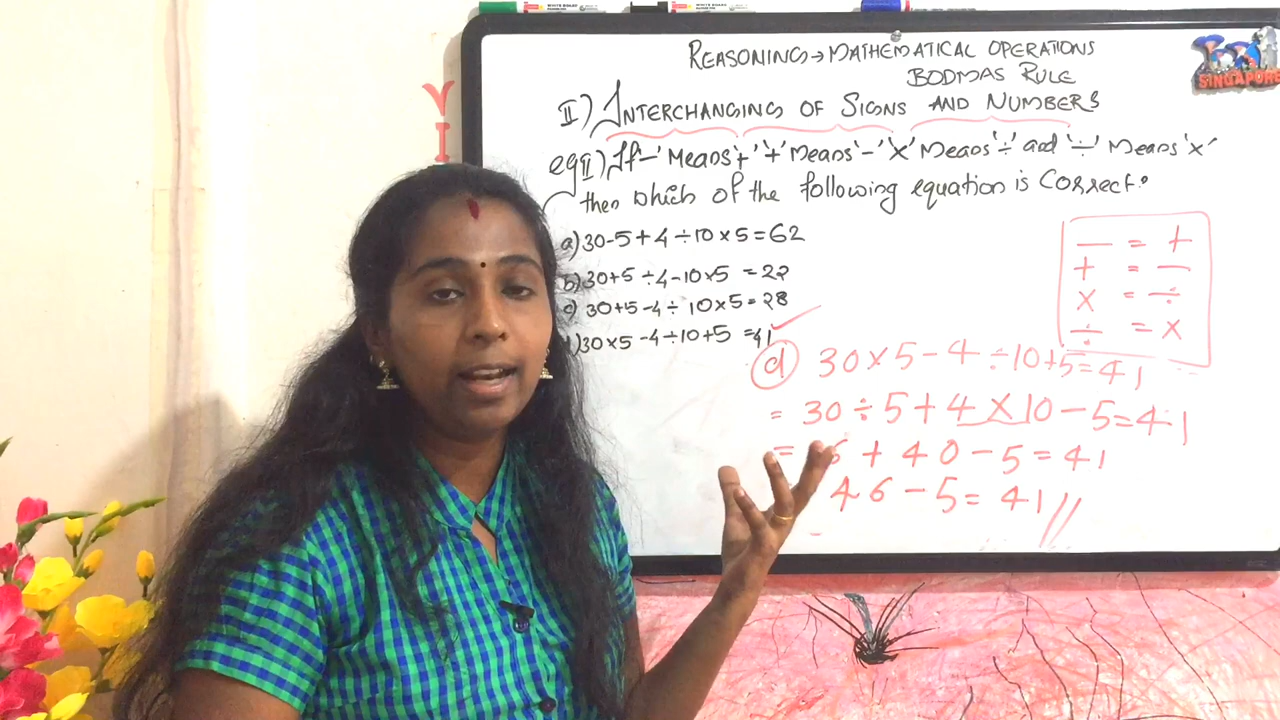 REASONING→MATHEMATICAL OPERATIONS
BODMAS RULE
II) INTERCHANGING OF SIGNS AND NUMBERS
eg II) If '-' Means '+' '+' Means '-' 'x' Means '÷' and '÷' Means 'x'
then which of the following equation is Correct?
a) 30-5+4÷10×5=62
b) 30+5÷4-10×5 =22
c) 30+5-4÷10×5=28
d) 30×5-4÷10+5 =41
— = +
+ = —
× = ÷
÷ = ×
d) 30×5-4÷10+5=41
= 30÷5+4×10-5=41
= 6+40-5=41
46-5=41//
SINGAPORE